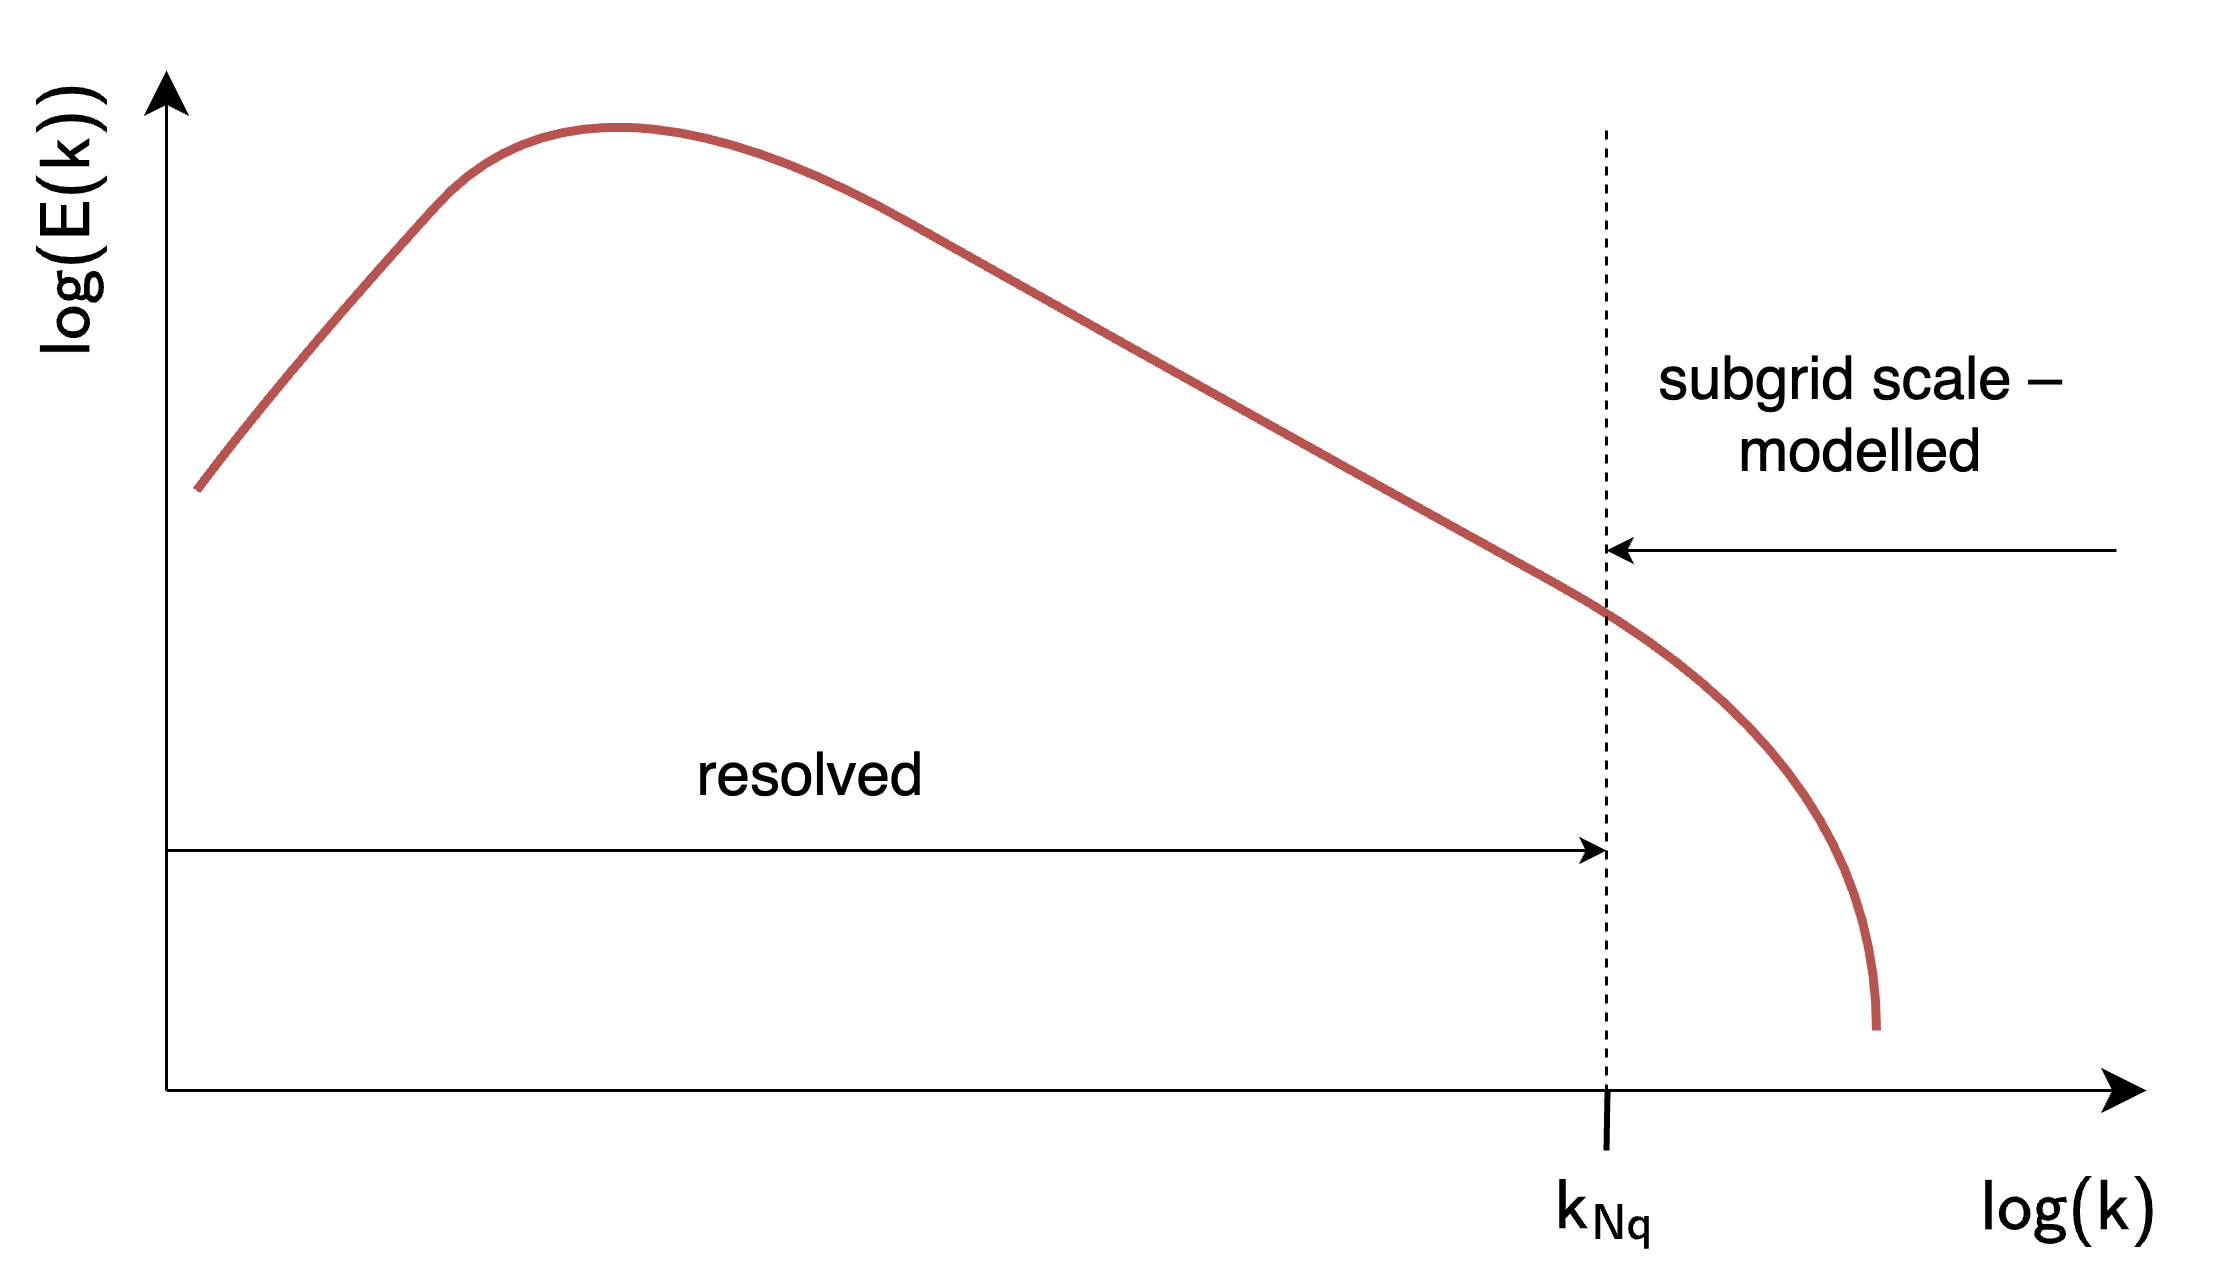 log(E(k))
subgrid scale –
modelled
resolved
k_Nq
log(k)